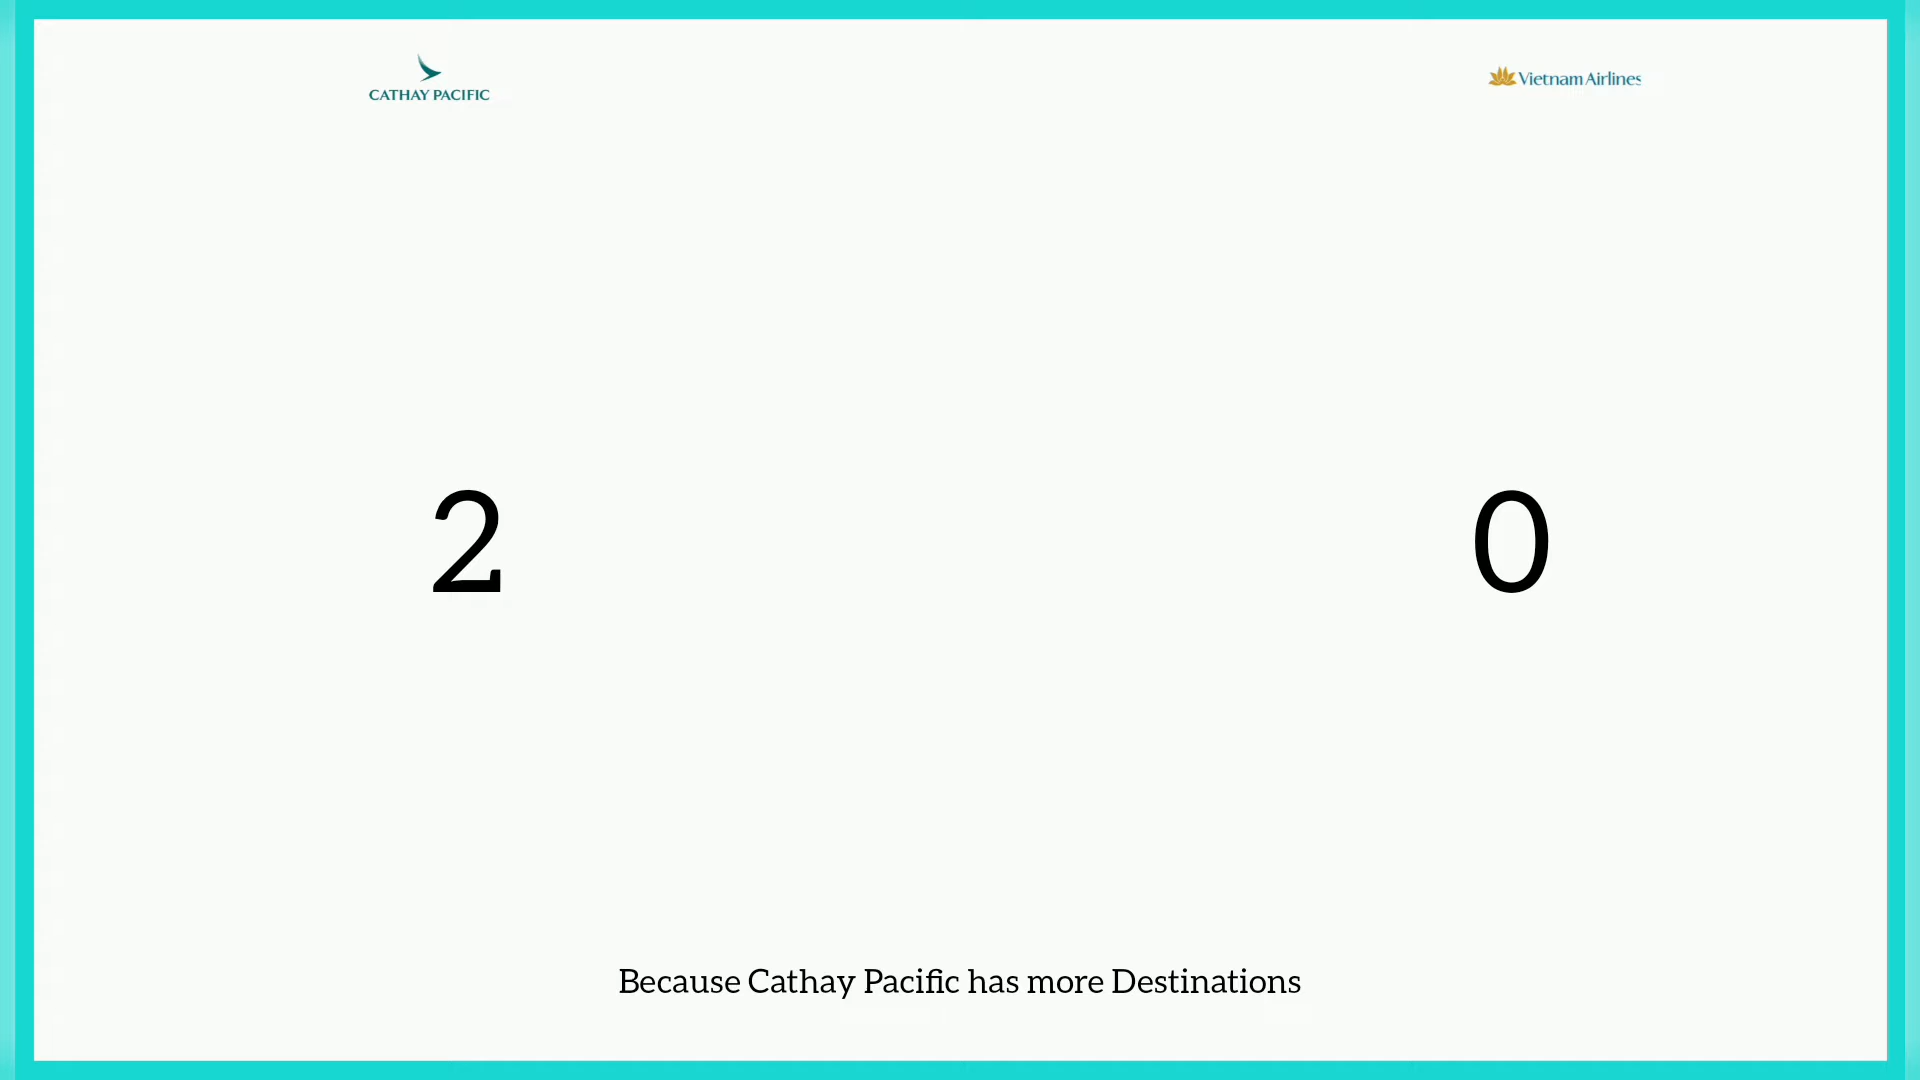 CATHAY PACIFIC
Vietnam Airlines
2
0
Because Cathay Pacific has more Destinations